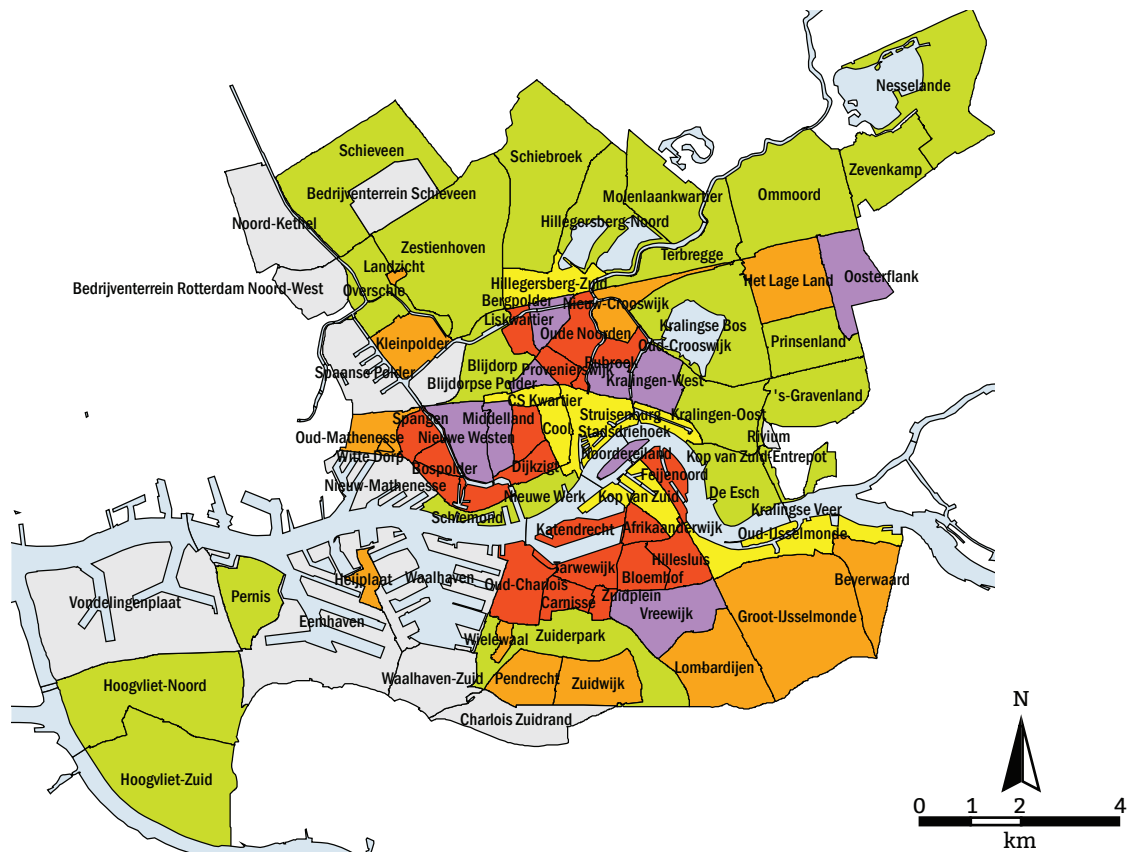 Nesselande
Schieveen
Schiebroek
Zevenkamp
Bedrijventerrein Schieveen
Molenlaankwartier
Ommoord
Noord-Kethel
Hillegersberg-Noord
Zestienhoven
Terbregge
Landzicht
Oosterflank
Hillegersberg-Zuid
Het Lage Land
Bedrijventerrein Rotterdam Noord-West
Overschie
Bergpolder
Nieuw-Crooswijk
Liskwartier
Kralingse Bos
Oude Noorden
Kleinpolder
Oud-Crooswijk
Prinsenland
Rubroek
Blijdorp
Provenierswijk
Spaanse Polder
Kralingen-West
Blijdorpse Polder
's-Gravenland
CS Kwartier
Struisenburg
Kralingen-Oost
Spangen
Middelland
Cool
Stadsdriehoek
Oud-Mathenesse
Nieuwe Westen
Rivium
Noordereiland
Witte Dorp
Kop van Zuid-Entrepot
Bospolder
Dijkzigt
Feijenoord
Nieuw-Mathenesse
De Esch
Nieuwe Werk
Kop van Zuid
Kralingse Veer
Schiemond
Katendrecht
Afrikaanderwijk
Oud-IJsselmonde
Hillesluis
Tarwewijk
Heijplaat
Waalhaven
Bloemhof
Beverwaard
Oud-Charlois
Pernis
Zuidplein
Vondelingenplaat
Carnisse
Vreewijk
Groot-IJsselmonde
Eemhaven
Wielewaal
Zuiderpark
Lombardijen
Waalhaven-Zuid
Pendrecht
Zuidwijk
Hoogvliet-Noord
Charlois Zuidrand
Hoogvliet-Zuid
N
0 1 2 4
km